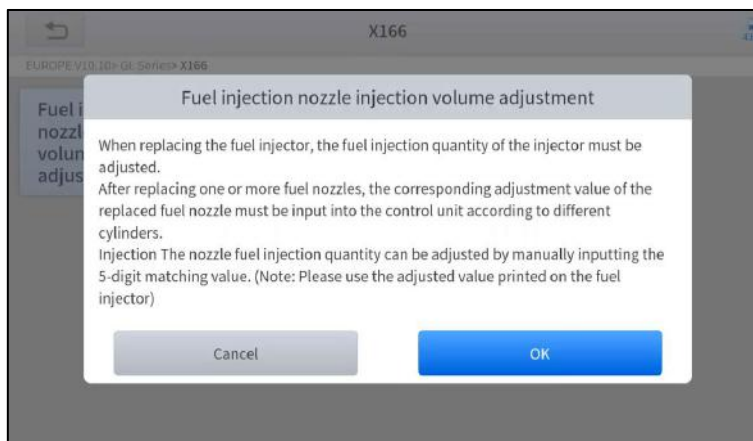 X166
EUROPE V10.10> GL Series> X166
Fuel i
nozzl
volun
adjus
Fuel injection nozzle injection volume adjustment
When replacing the fuel injector, the fuel injection quantity of the injector must be
adjusted.
After replacing one or more fuel nozzles, the corresponding adjustment value of the
replaced fuel nozzle must be input into the control unit according to different
cylinders.
Injection The nozzle fuel injection quantity can be adjusted by manually inputting the
5-digit matching value. (Note: Please use the adjusted value printed on the fuel
injector)
Cancel
OK